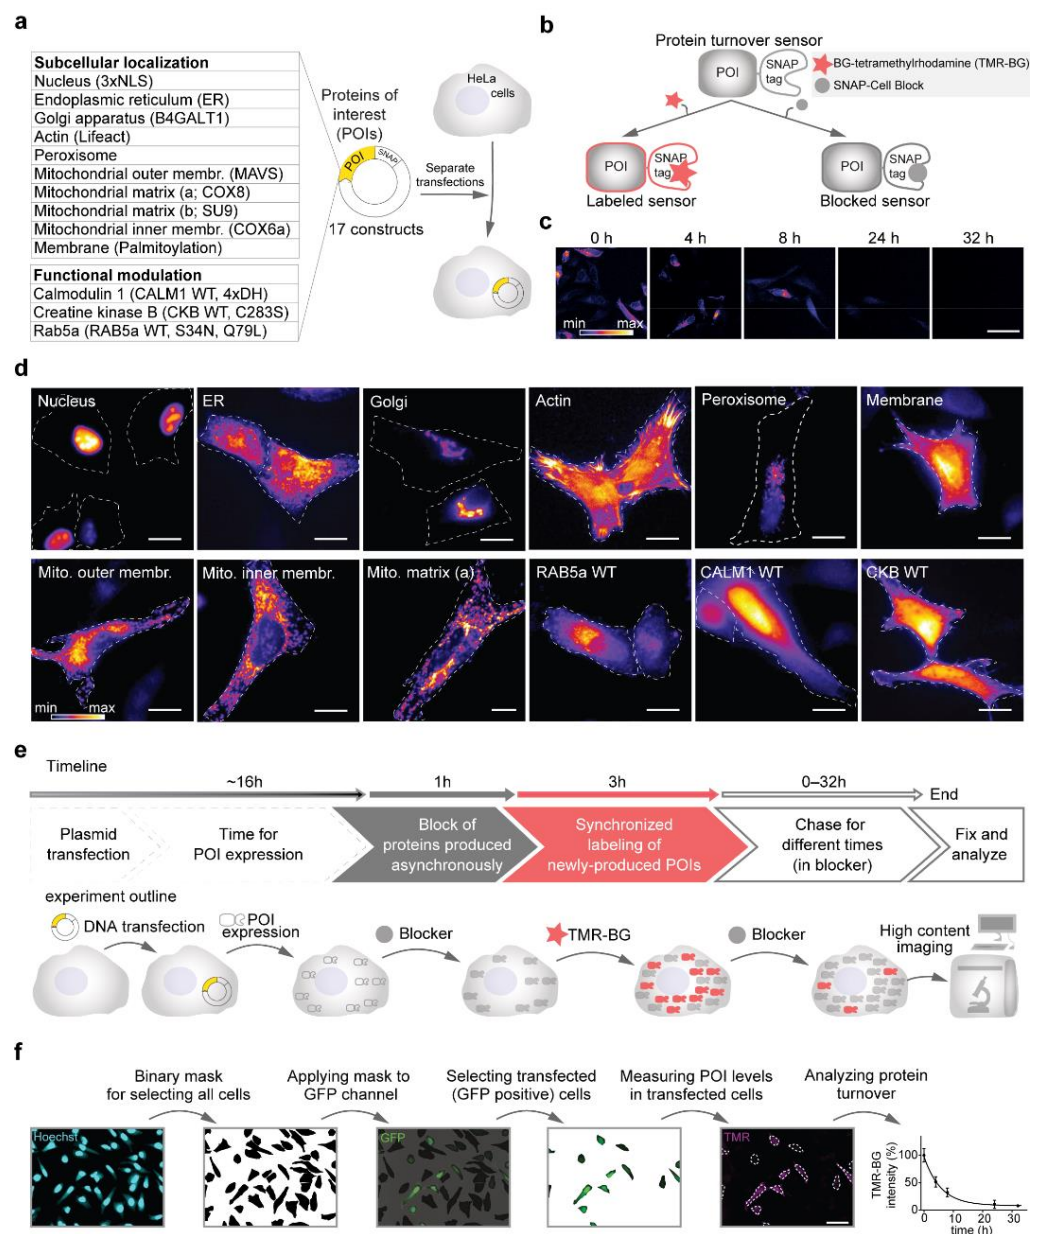 a
Subcellular localization
Nucleus (3xNLS)
Endoplasmic reticulum (ER)
Golgi apparatus (B4GALT1)
Actin (Lifeact)
Peroxisome
Mitochondrial outer membr. (MAVS)
Mitochondrial matrix (a; COX8)
Mitochondrial matrix (b; SU9)
Mitochondrial inner membr. (COX6a)
Membrane (Palmitoylation)
Functional modulation
Calmodulin 1 (CALM1 WT, 4xDH)
Creatine kinase B (CKB WT, C283S)
Rab5a (RAB5a WT, S34N, Q79L)
Proteins of
interest
(POIs)
POI
SNAP
17 constructs
HeLa
cells
Separate
transfections
b
Protein turnover sensor
POI
SNAP
tag
BG-tetramethylrhodamine (TMR-BG)
SNAP-Cell Block
POI
SNAP
tag
Labeled sensor
POI
SNAP
tag
Blocked sensor
c
0 h
4 h
8 h
24 h
32 h
min
max
d
Nucleus
ER
Golgi
Actin
Peroxisome
Membrane
Mito. outer membr.
Mito. inner membr.
Mito. matrix (a)
RAB5a WT
CALM1 WT
CKB WT
min
max
e
Timeline
~16h
1h
3h
0–32h
End
Plasmid
transfection
Time for
POI expression
Block of
proteins produced
asynchronously
Synchronized
labeling of
newly-produced POIs
Chase for
different times
(in blocker)
Fix and
analyze
experiment outline
DNA transfection
POI
expression
Blocker
TMR-BG
Blocker
High content
imaging
f
Binary mask
for selecting all cells
Applying mask to
GFP channel
Selecting transfected
(GFP positive) cells
Measuring POI levels
in transfected cells
Analyzing protein
turnover
Hoechst
GFP
TMR
TMR-BG
intensity (%)
100
50
0
0
10
20
30
time (h)